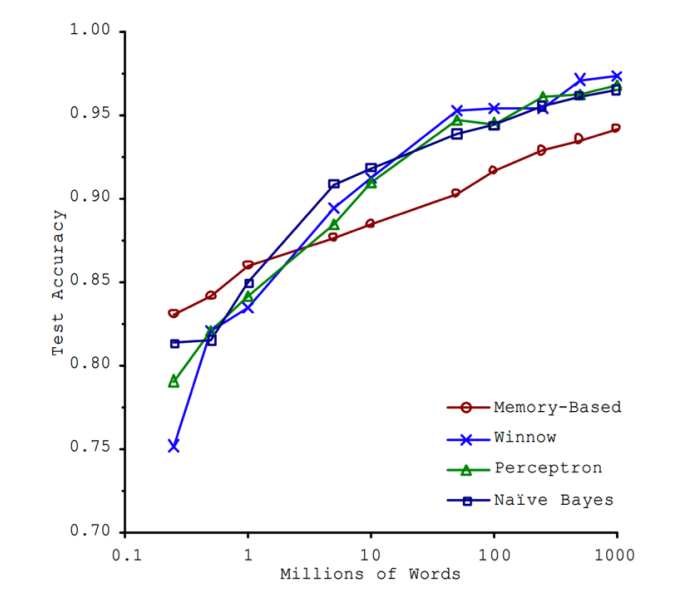 1.00
0.95
0.90
0.85
0.80
0.75
0.70
Test Accuracy
Memory-Based
Winnow
Perceptron
Naïve Bayes
0.1 1 10 100 1000
Millions of Words